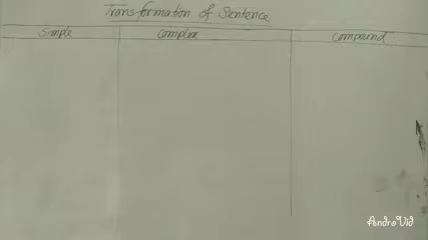 Transformation of Sentence
Simple Complex Compound
AndroVid